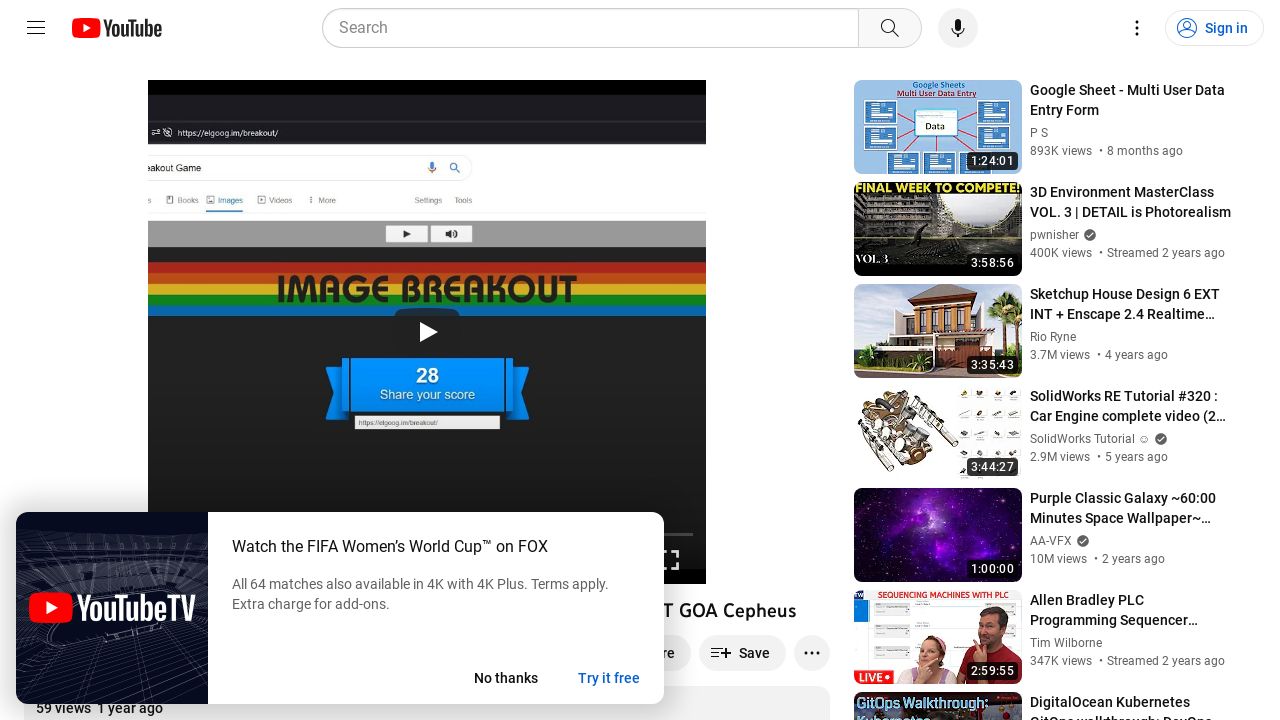 YouTube
Search
Sign in
https://elgoog.im/breakout/
reakout Game
Books
Images
Videos
More
Settings
Tools
IMAGE BREAKOUT
28
Share your score
https://elgoog.im/breakout/
T GOA Cepheus
re
Save
59 views 1 year ago
YouTubeTV
Watch the FIFA Women’s World Cup™ on FOX
All 64 matches also available in 4K with 4K Plus. Terms apply.
Extra charge for add-ons.
No thanks
Try it free
Google Sheets
Multi User Data Entry
Data
1:24:01
Google Sheet - Multi User Data
Entry Form
P S
893K views • 8 months ago
FINAL WEEK TO COMPETE!
VOL. 3
3:58:56
3D Environment MasterClass
VOL. 3 | DETAIL is Photorealism
pwnisher
400K views • Streamed 2 years ago
3:35:43
Sketchup House Design 6 EXT
INT + Enscape 2.4 Realtime…
Rio Ryne
3.7M views • 4 years ago
3:44:27
SolidWorks RE Tutorial #320 :
Car Engine complete video (2…
SolidWorks Tutorial ☺
2.9M views • 5 years ago
1:00:00
Purple Classic Galaxy ~60:00
Minutes Space Wallpaper~…
AA-VFX
10M views • 2 years ago
SEQUENCING MACHINES WITH PLC
LIVE
2:59:55
Allen Bradley PLC
Programming Sequencer…
Tim Wilborne
347K views • Streamed 2 years ago
GitOps Walkthrough:
DigitalOcean Kubernetes